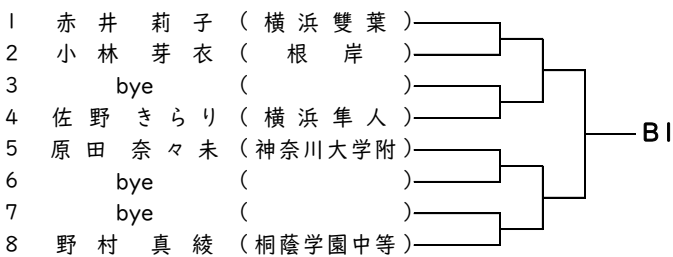 1 赤井 莉子 (横浜雙葉)
2 小林 芽衣 (根岸)
3 bye ( )
4 佐野 きらり (横浜隼人)
5 原田 奈々未 (神奈川大学附)
6 bye ( )
7 bye ( )
8 野村 真綾 (桐蔭学園中等)
B1